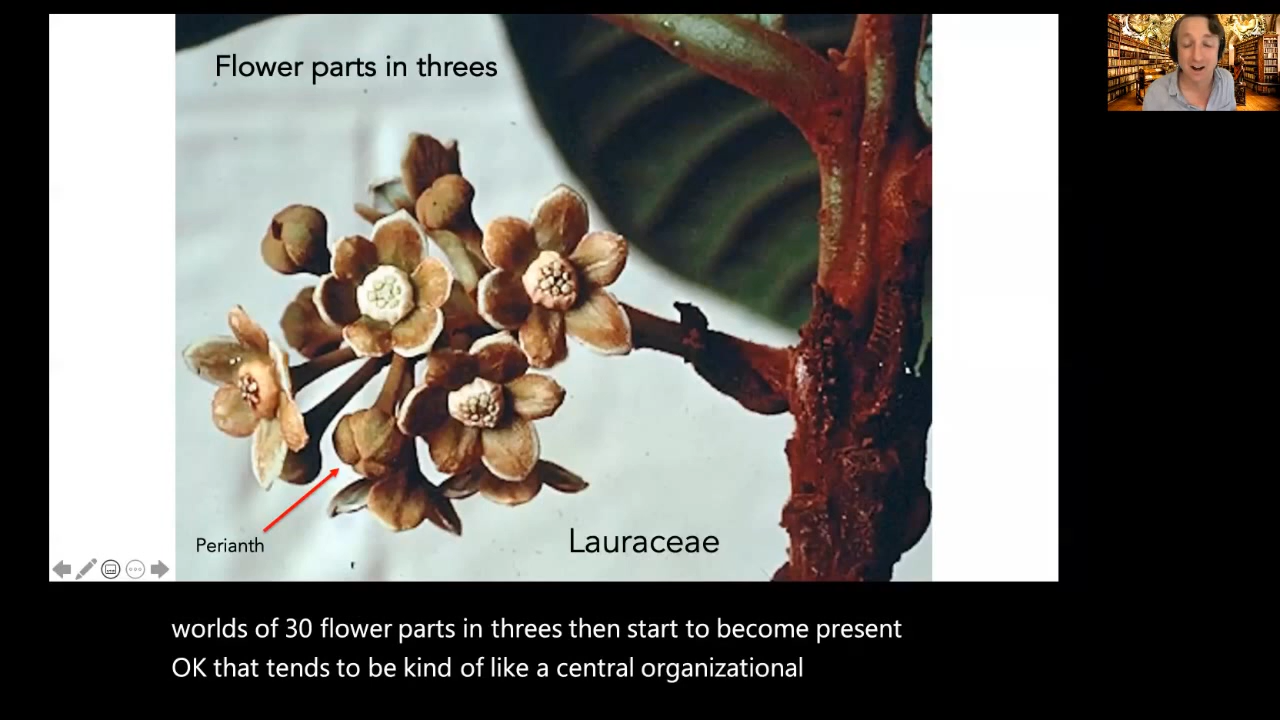 Flower parts in threes
Perianth
Lauraceae
worlds of 30 flower parts in threes then start to become present
OK that tends to be kind of like a central organizational